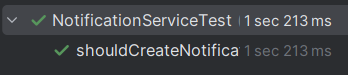 NotificationServiceTest 1 sec 213 ms
shouldCreateNotifica 1 sec 213 ms